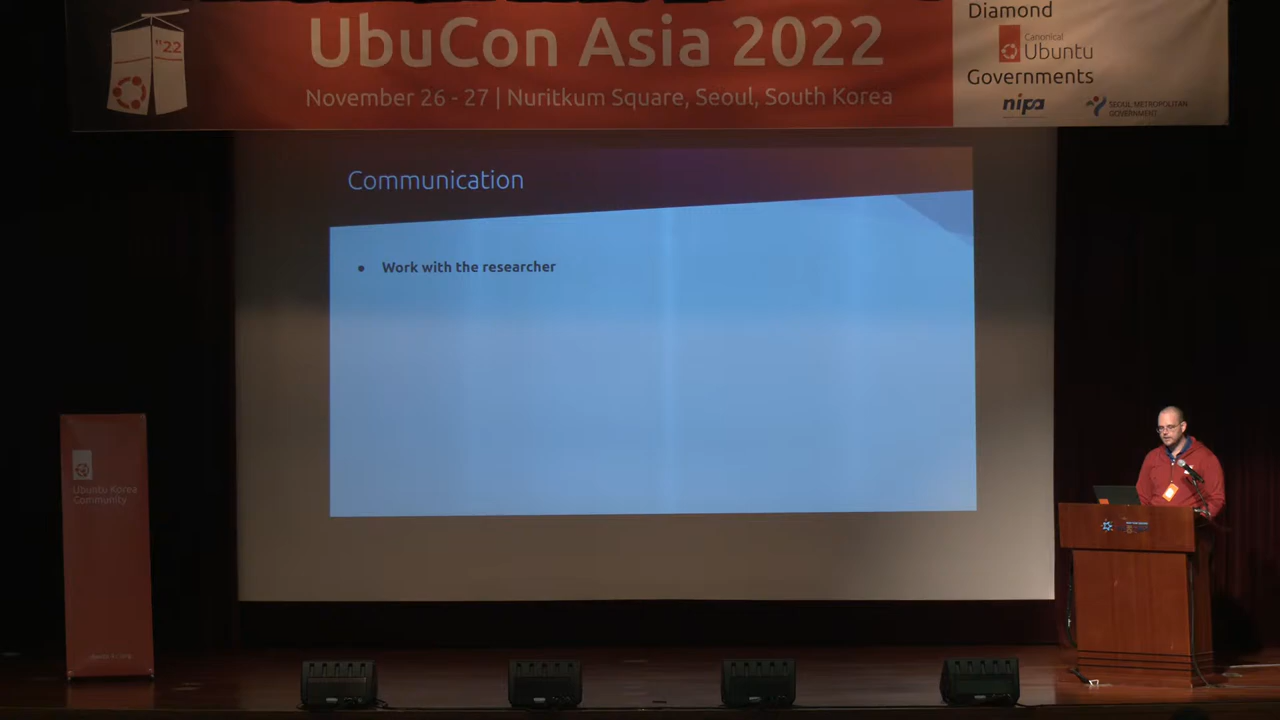 "22
UbuCon Asia 2022
November 26 - 27 | Nuritkum Square, Seoul, South Korea
Diamond
Canonical
Ubuntu
Governments
nipa
SEOUL METROPOLITAN
GOVERNMENT
Communication
● Work with the researcher
Ubuntu Korea
Community